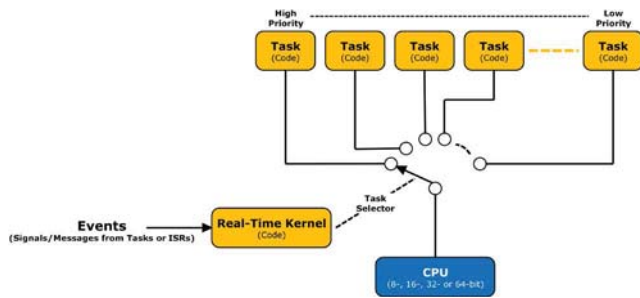 High
Priority
Low
Priority
Task
(Code)
Task
(Code)
Task
(Code)
Task
(Code)
Task
(Code)
Task
Selector
Events
(Signals/Messages from Tasks or ISRs)
Real-Time Kernel
(Code)
CPU
(8-, 16-, 32- or 64-bit)